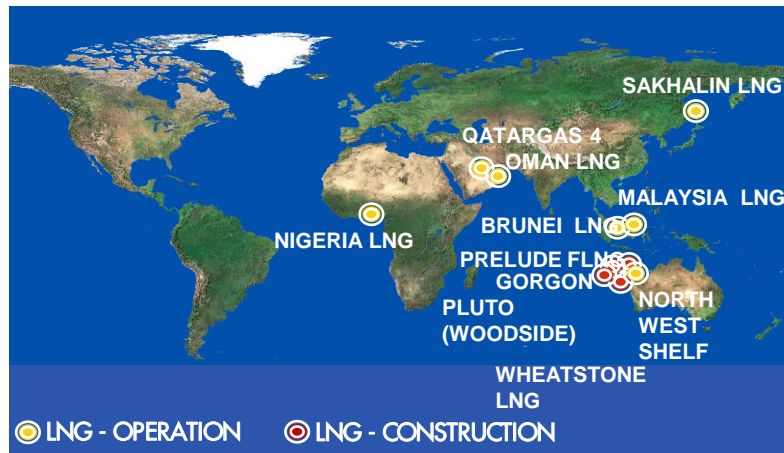 SAKHALIN LNG
QATARGAS 4
OMAN LNG
MALAYSIA LNG
BRUNEI LNG
NIGERIA LNG
PRELUDE FLNG
GORGON
NORTH
WEST
SHELF
PLUTO
(WOODSIDE)
WHEATSTONE
LNG
LNG - OPERATION
LNG - CONSTRUCTION